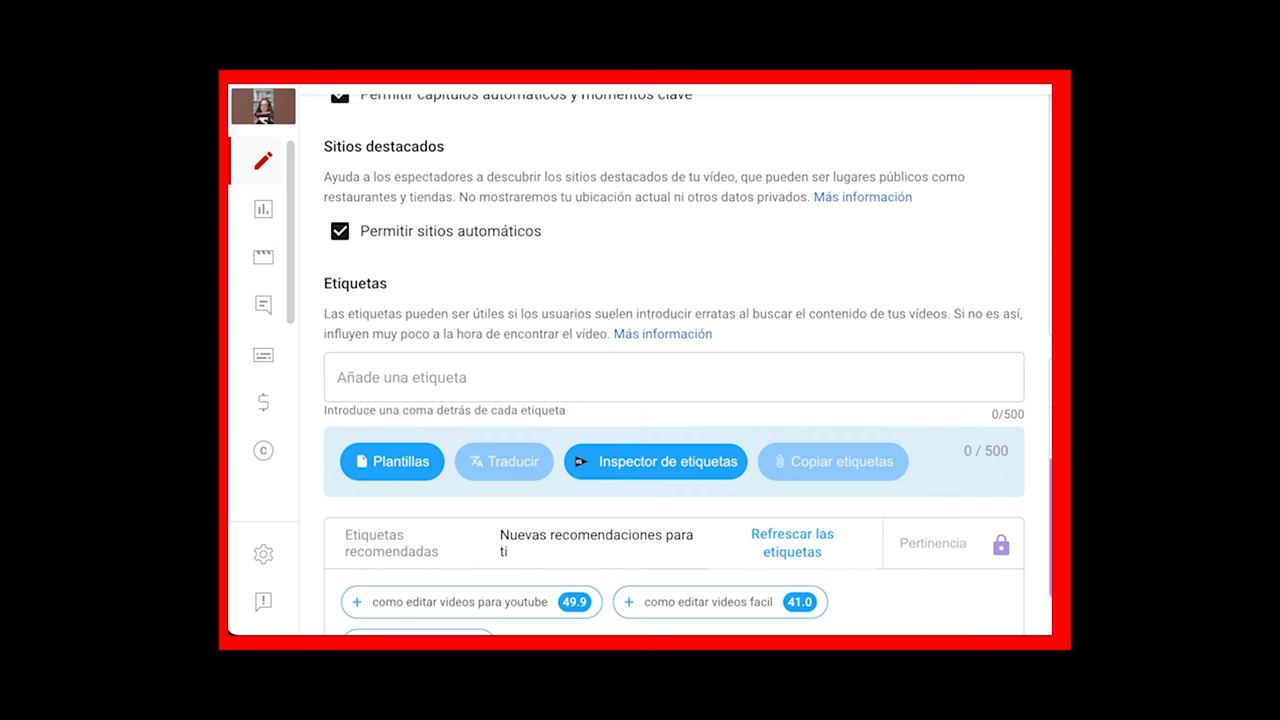 Permitir capítulos automáticos y momentos clave
Sitios destacados
Ayuda a los espectadores a descubrir los sitios destacados de tu vídeo, que pueden ser lugares públicos como
restaurantes y tiendas. No mostraremos tu ubicación actual ni otros datos privados. Más información
Permitir sitios automáticos
Etiquetas
Las etiquetas pueden ser útiles si los usuarios suelen introducir erratas al buscar el contenido de tus vídeos. Si no es así,
influyen muy poco a la hora de encontrar el vídeo. Más información
Añade una etiqueta
Introduce una coma detrás de cada etiqueta
0/500
Plantillas
Traducir
Inspector de etiquetas
Copiar etiquetas
0 / 500
Etiquetas
recomendadas
Nuevas recomendaciones para
ti
Refrescar las
etiquetas
Pertinencia
+ como editar videos para youtube 49.9
+ como editar videos facil 41.0